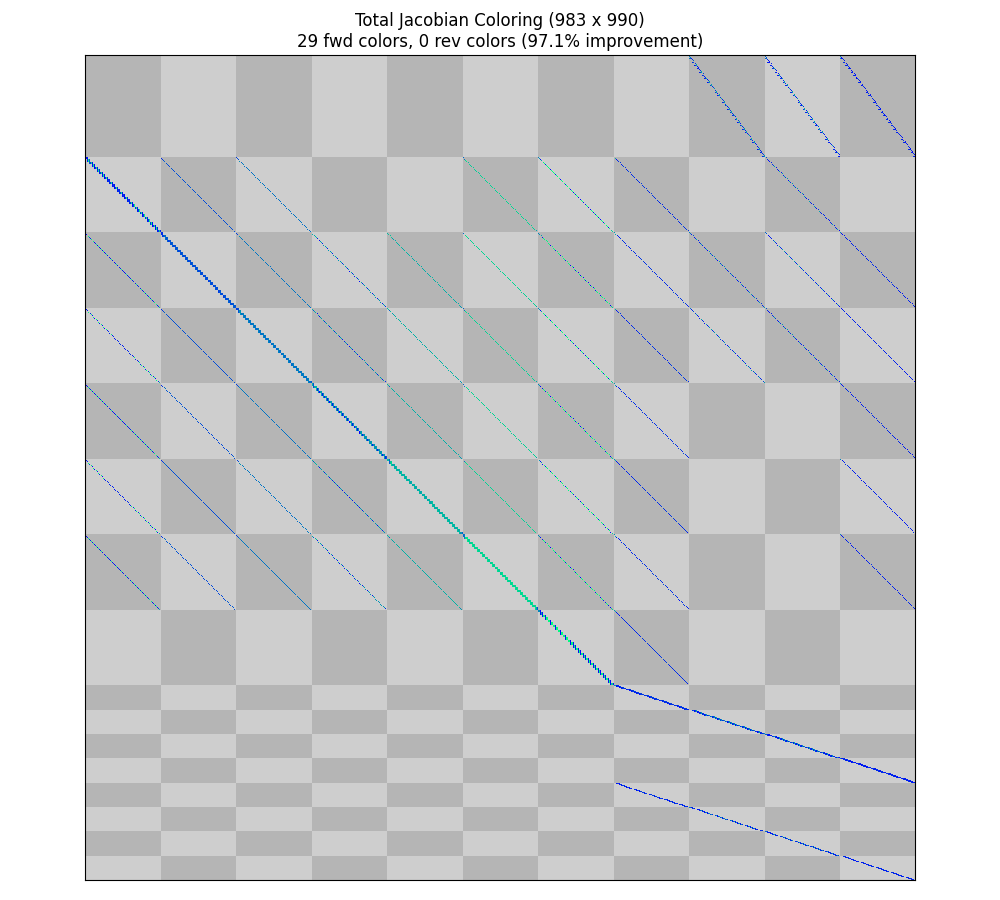 Total Jacobian Coloring (983 x 990)
29 fwd colors, 0 rev colors (97.1% improvement)